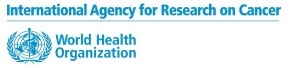 International Agency for Research on Cancer
World Health
Organization